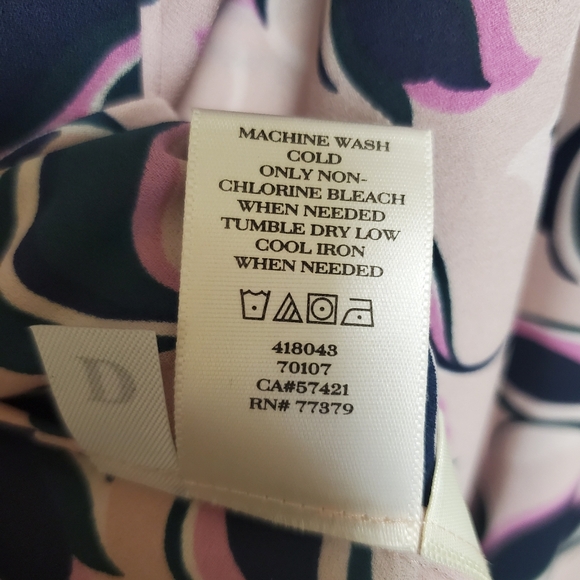 MACHINE WASH
COLD
ONLY NON-
CHLORINE BLEACH
WHEN NEEDED
TUMBLE DRY LOW
COOL IRON
WHEN NEEDED
418043
70107
CA#57421
RN# 77379
D